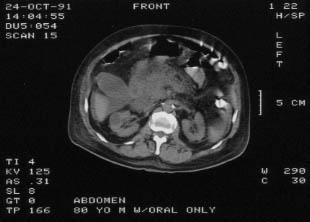 24-OCT-91 FRONT 1 22
14:04:55 H/SP
DU5:054
SCAN 15
L
E
F
T
5 CM
TI 4
KV 125
AS .31
SL 8
GT 0
TP 166
W 290
C 30
ABDOMEN
80 YO M W/ORAL ONLY